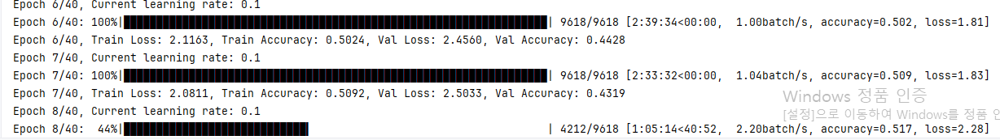 Epoch 6/40, Current learning rate: 0.1
Epoch 6/40: 100%| | 9618/9618 [2:39:34<00:00, 1.00batch/s, accuracy=0.502, loss=1.81]
Epoch 6/40, Train Loss: 2.1163, Train Accuracy: 0.5024, Val Loss: 2.4560, Val Accuracy: 0.4428
Epoch 7/40, Current learning rate: 0.1
Epoch 7/40: 100%| | 9618/9618 [2:33:32<00:00, 1.04batch/s, accuracy=0.509, loss=1.83]
Epoch 7/40, Train Loss: 2.0811, Train Accuracy: 0.5092, Val Loss: 2.5033, Val Accuracy: 0.4319
Windows 정품 인증
Epoch 8/40, Current learning rate: 0.1
[설정]으로 이동하여 Windows를 정품 인
Epoch 8/40: 44%| | 4212/9618 [1:05:14<40:52, 2.20batch/s, accuracy=0.517, loss=2.28]